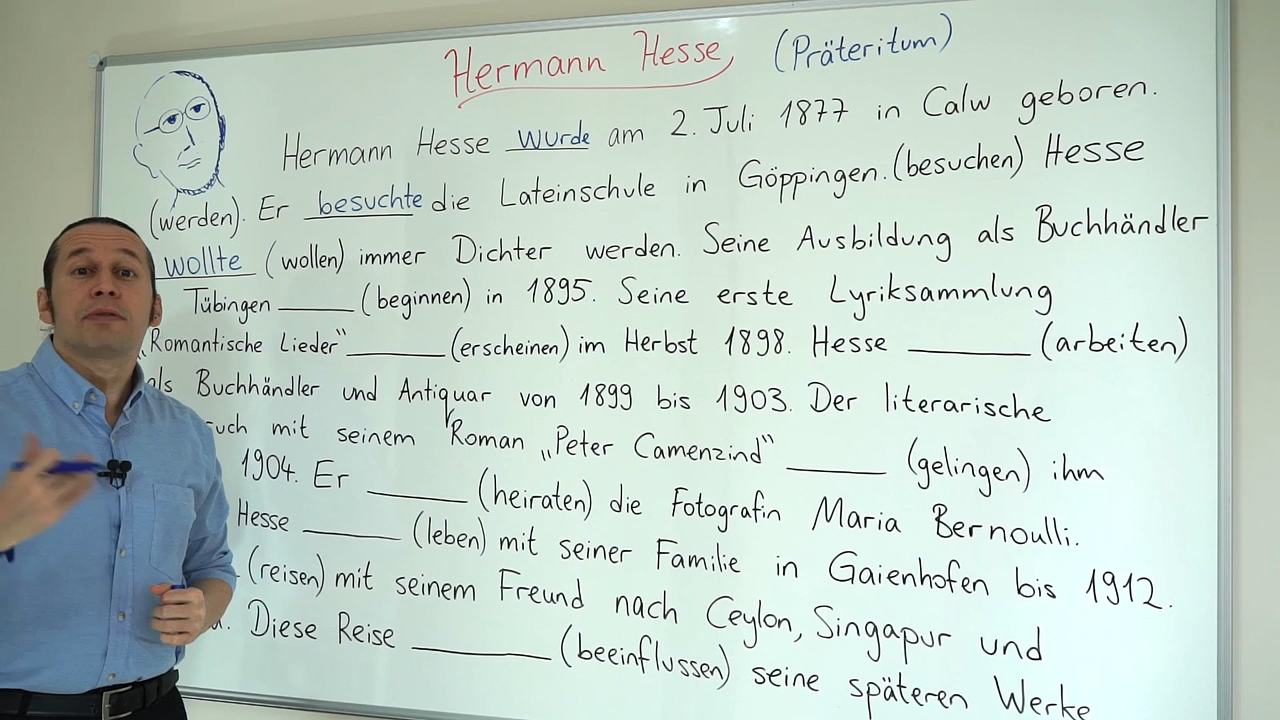 Hermann Hesse (Präteritum)
Hermann Hesse wurde am 2. Juli 1877 in Calw geboren.
(werden). Er besuchte die Lateinschule in Göppingen. (besuchen) Hesse
wollte (wollen) immer Dichter werden. Seine Ausbildung als Buchhändler
Tübingen ______ (beginnen) in 1895. Seine erste Lyriksammlung
„Romantische Lieder“ ______ (erscheinen) im Herbst 1898. Hesse ______ (arbeiten)
als Buchhändler und Antiquar von 1899 bis 1903. Der literarische
mit seinem Roman „Peter Camenzind“ ______ (gelingen) ihm
1904. Er ______ (heiraten) die Fotografin Maria Bernoulli.
Hesse ______ (leben) mit seiner Familie in Gaienhofen bis 1912.
(reisen) mit seinem Freund nach Ceylon, Singapur und
Diese Reise ______ (beeinflussen) seine späteren Werke